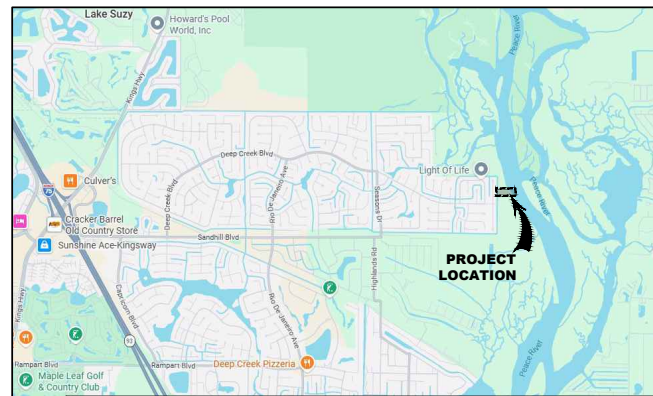 Lake Suzy
Howard's Pool
World, Inc
Kings Hwy
Peace River
Deep Creek Blvd
Light Of Life
Culver's
75
Deep Creek Blvd
Rio De Janeiro Ave
Seasons Dr
Peace River
Cracker Barrel
Old Country Store
Sandhill Blvd
Sunshine Ace-Kingsway
Highlands Rd
PROJECT
LOCATION
Kings Hwy
Capricorn Blvd
Rio De Janeiro Ave
93
Peace River
Rampart Blvd
Deep Creek Pizzeria
Rampart Blvd
Maple Leaf Golf
& Country Club